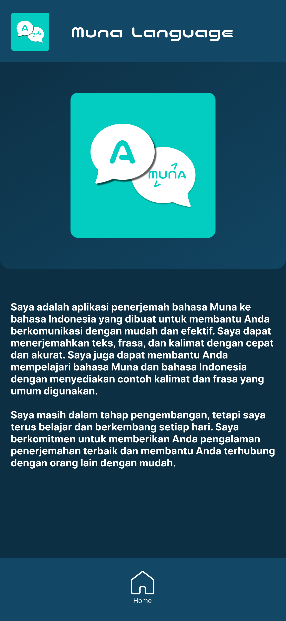 Muna Language
A
MUNA
Saya adalah aplikasi penerjemah bahasa Muna ke
bahasa Indonesia yang dibuat untuk membantu Anda
berkomunikasi dengan mudah dan efektif. Saya dapat
menerjemahkan teks, frasa, dan kalimat dengan cepat
dan akurat. Saya juga dapat membantu Anda
mempelajari bahasa Muna dan bahasa Indonesia
dengan menyediakan contoh kalimat dan frasa yang
umum digunakan.
Saya masih dalam tahap pengembangan, tetapi saya
terus belajar dan berkembang setiap hari. Saya
berkomitmen untuk memberikan Anda pengalaman
penerjemahan terbaik dan membantu Anda terhubung
dengan orang lain dengan mudah.
Home